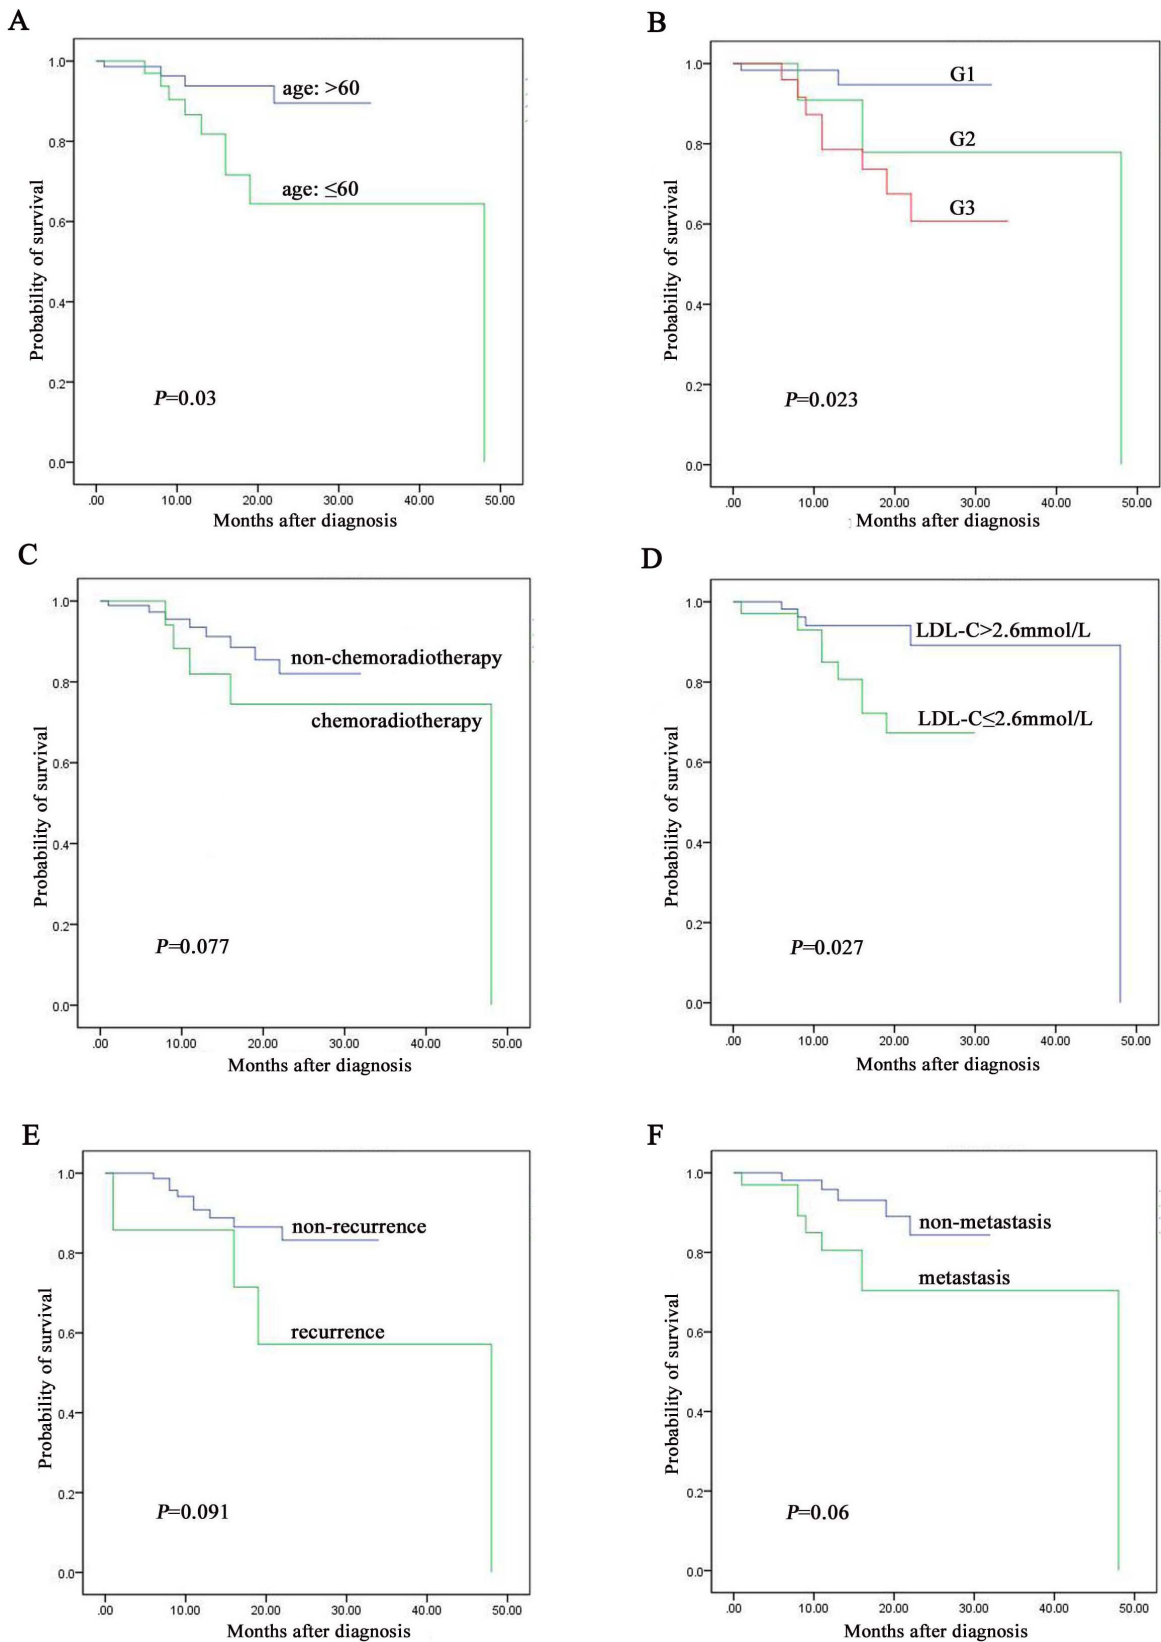 A
Probability of survival
1.0
0.8
0.6
0.4
0.2
0.0
age: >60
age: ≤60
P=0.03
.00 10.00 20.00 30.00 40.00 50.00
Months after diagnosis
B
Probability of survival
1.0
0.8
0.6
0.4
0.2
0.0
G1
G2
G3
P=0.023
.00 10.00 20.00 30.00 40.00 50.00
Months after diagnosis
C
Probability of survival
1.0
0.8
0.6
0.4
0.2
0.0
non-chemoradiotherapy
chemoradiotherapy
P=0.077
.00 10.00 20.00 30.00 40.00 50.00
Months after diagnosis
D
Probability of survival
1.0
0.8
0.6
0.4
0.2
0.0
LDL-C>2.6mmol/L
LDL-C≤2.6mmol/L
P=0.027
.00 10.00 20.00 30.00 40.00 50.00
Months after diagnosis
E
Probability of survival
1.0
0.8
0.6
0.4
0.2
0.0
non-recurrence
recurrence
P=0.091
.00 10.00 20.00 30.00 40.00 50.00
Months after diagnosis
F
Probability of survival
1.0
0.8
0.6
0.4
0.2
0.0
non-metastasis
metastasis
P=0.06
.00 10.00 20.00 30.00 40.00 50.00
Months after diagnosis